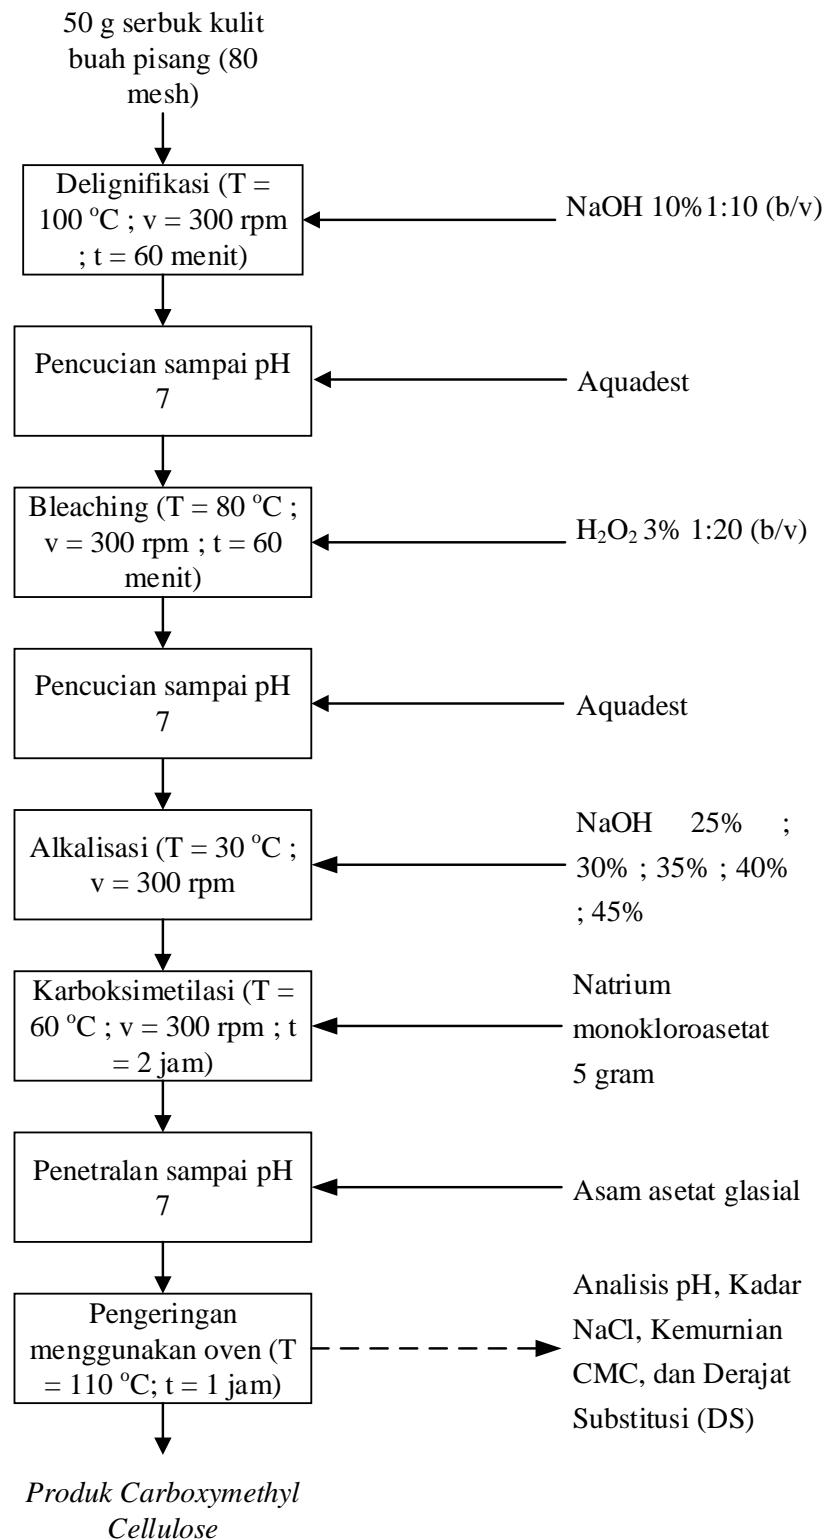 50 g serbuk kulit
buah pisang (80
mesh)
Delignifikasi (T =
100 °C ; v = 300 rpm
; t = 60 menit)
NaOH 10%1:10 (b/v)
Pencucian sampai pH
7
Aquadest
Bleaching (T = 80 °C ;
v = 300 rpm ; t = 60
menit)
H₂O₂ 3% 1:20 (b/v)
Pencucian sampai pH
7
Aquadest
Alkalisasi (T = 30 °C ;
v = 300 rpm
NaOH 25% ;
30% ; 35% ; 40%
; 45%
Karboksimetilasi (T =
60 °C ; v = 300 rpm ; t
= 2 jam)
Natrium
monokloroasetat
5 gram
Penetralan sampai pH
7
Asam asetat glasial
Pengeringan
menggunakan oven (T
= 110 °C; t = 1 jam)
Analisis pH, Kadar
NaCl, Kemurnian
CMC, dan Derajat
Substitusi (DS)
Produk Carboxymethyl
Cellulose